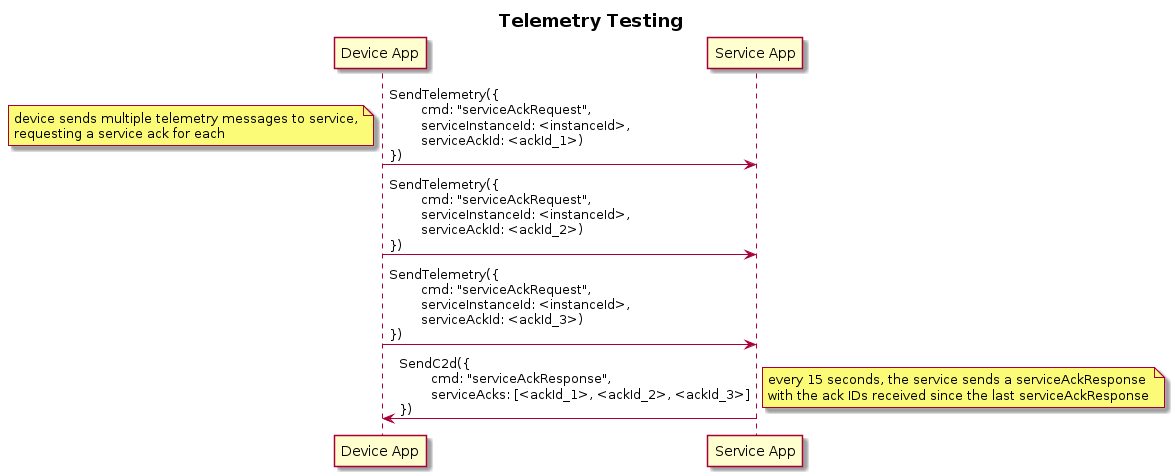 Telemetry Testing
Device App
Service App
device sends multiple telemetry messages to service,
requesting a service ack for each
SendTelemetry({
cmd: "serviceAckRequest",
serviceInstanceId: <instanceId>,
serviceAckId: <ackId_1>)
})
SendTelemetry({
cmd: "serviceAckRequest",
serviceInstanceId: <instanceId>,
serviceAckId: <ackId_2>)
})
SendTelemetry({
cmd: "serviceAckRequest",
serviceInstanceId: <instanceId>,
serviceAckId: <ackId_3>)
})
SendC2d({
cmd: "serviceAckResponse",
serviceAcks: [<ackId_1>, <ackId_2>, <ackId_3>]
})
every 15 seconds, the service sends a serviceAckResponse
with the ack IDs received since the last serviceAckResponse
Device App
Service App